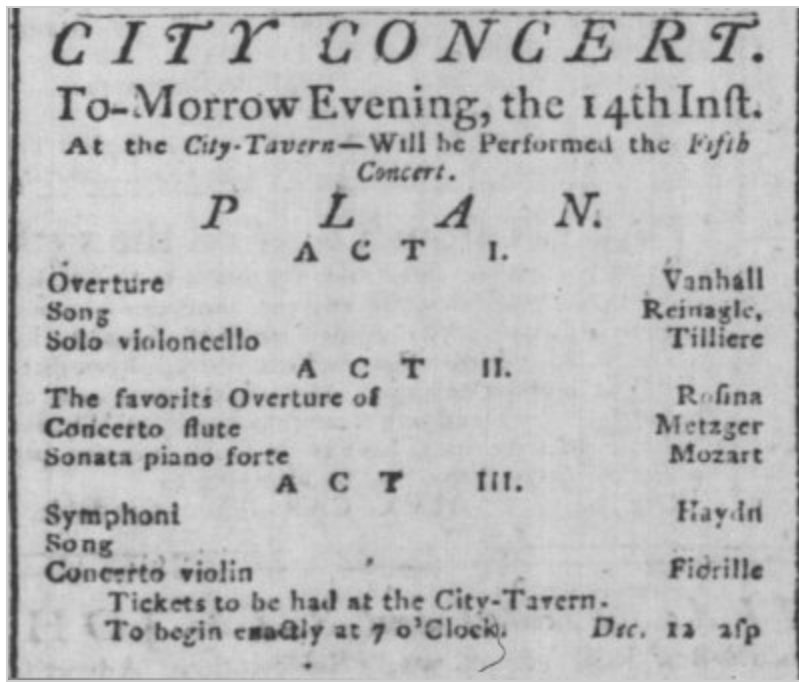 CITY CONCERT.
To-Morrow Evening, the 14th Inſt.
At the City-Tavern—Will be Performed the Fifth
Concert.
PLAN.
ACT I.
Overture Vanhall
Song Reinagle,
Solo violoncello Tilliere
ACT II.
The favorits Overture of Roſina
Concerto flute Metzger
Sonata piano forte Mozart
ACT III.
Symphoni Haydn
Song
Concerto violin Fiorille
Tickets to be had at the City-Tavern.
To begin exactly at 7 o'Clock. Dec. 12 2ſp